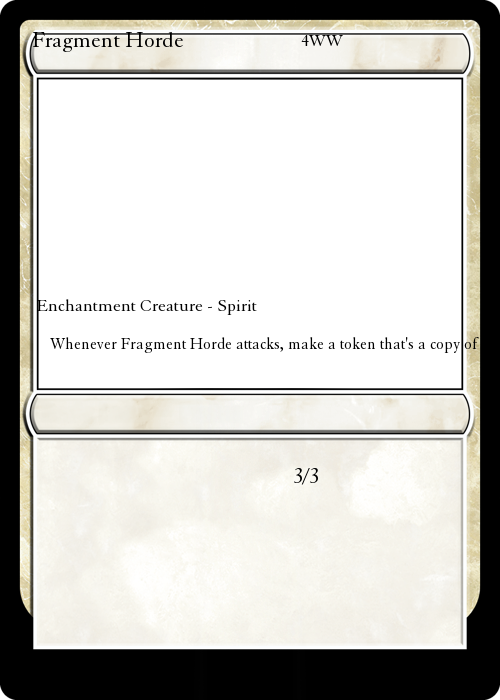 Fragment Horde 4WW
Enchantment Creature - Spirit
Whenever Fragment Horde attacks, make a token that's a copy of
3/3